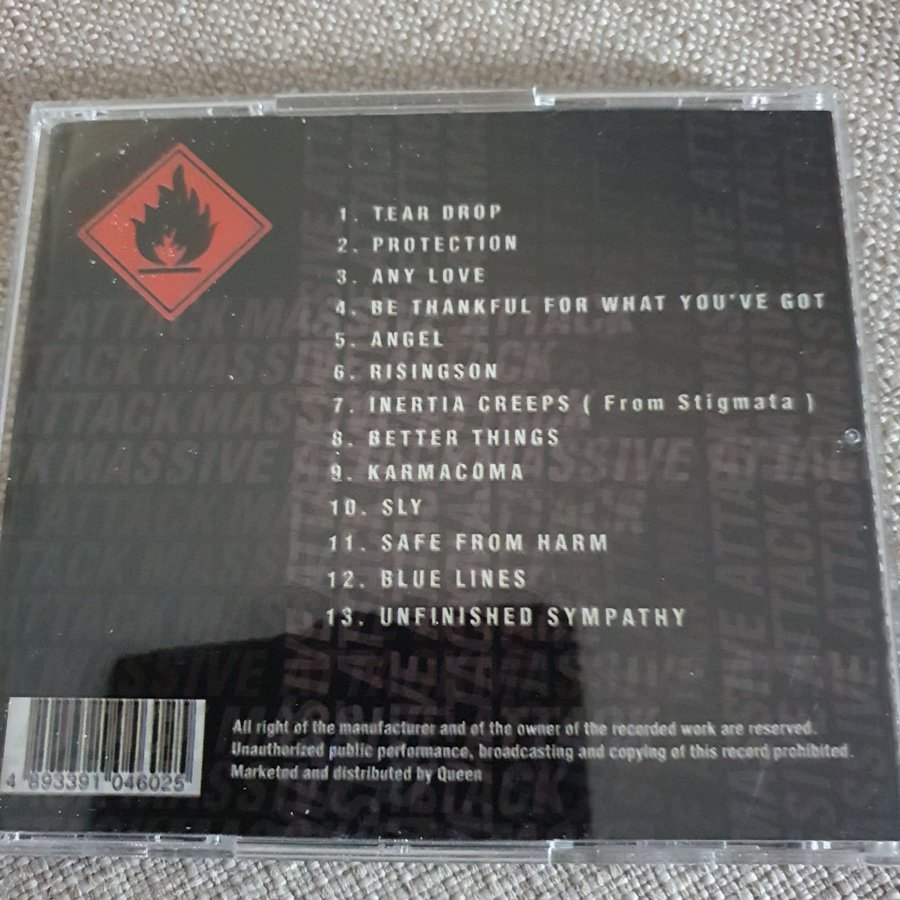 1. TEAR DROP
2. PROTECTION
3. ANY LOVE
4. BE THANKFUL FOR WHAT YOU'VE GOT
5. ANGEL
6. RISINGSON
7. INERTIA CREEPS ( From Stigmata )
8. BETTER THINGS
9. KARMACOMA
10. SLY
11. SAFE FROM HARM
12. BLUE LINES
13. UNFINISHED SYMPATHY
All right of the manufacturer and of the owner of the recorded work are reserved.
Unauthorized public performance, broadcasting and copying of this record prohibited.
Marketed and distributed by Queen
4 893391 046025
MASSIVE ATTACK